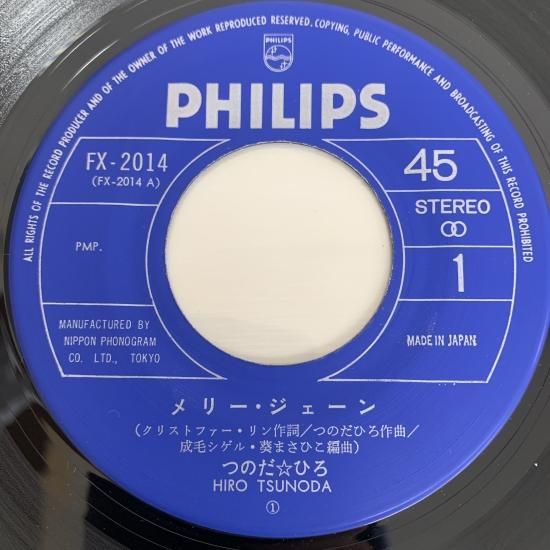 ALL RIGHTS OF THE RECORD PRODUCER AND OF THE OWNER OF THE WORK REPRODUCED RESERVED. COPYING, PUBLIC PERFORMANCE AND BROADCASTING OF THIS RECORD PROHIBITED
PHILIPS
PHILIPS
FX-2014
(FX-2014 A)
PMP.
MANUFACTURED BY
NIPPON PHONOGRAM
CO. LTD., TOKYO
45
STEREO
1
MADE IN JAPAN
メリー・ジェーン
(クリストファー・リン作詞/つのだひろ作曲/
成毛シゲル・葵まさひこ編曲)
つのだ☆ひろ
HIRO TSUNODA
①